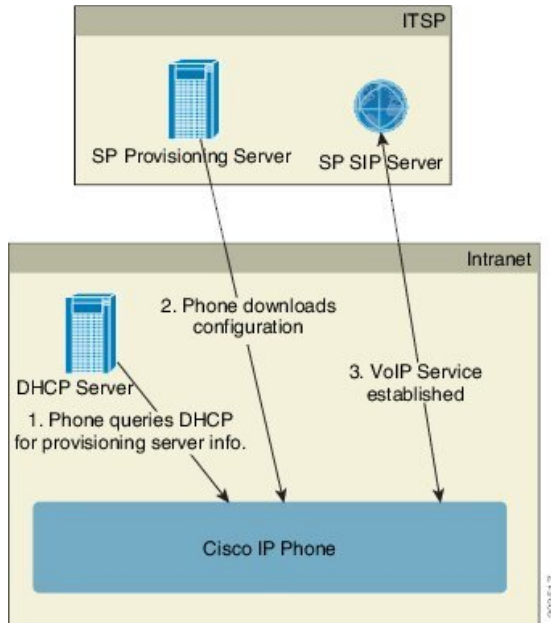 ITSP
SP Provisioning Server
SP SIP Server
Intranet
2. Phone downloads
configuration
DHCP Server
3. VoIP Service
established
1. Phone queries DHCP
for provisioning server info.
Cisco IP Phone